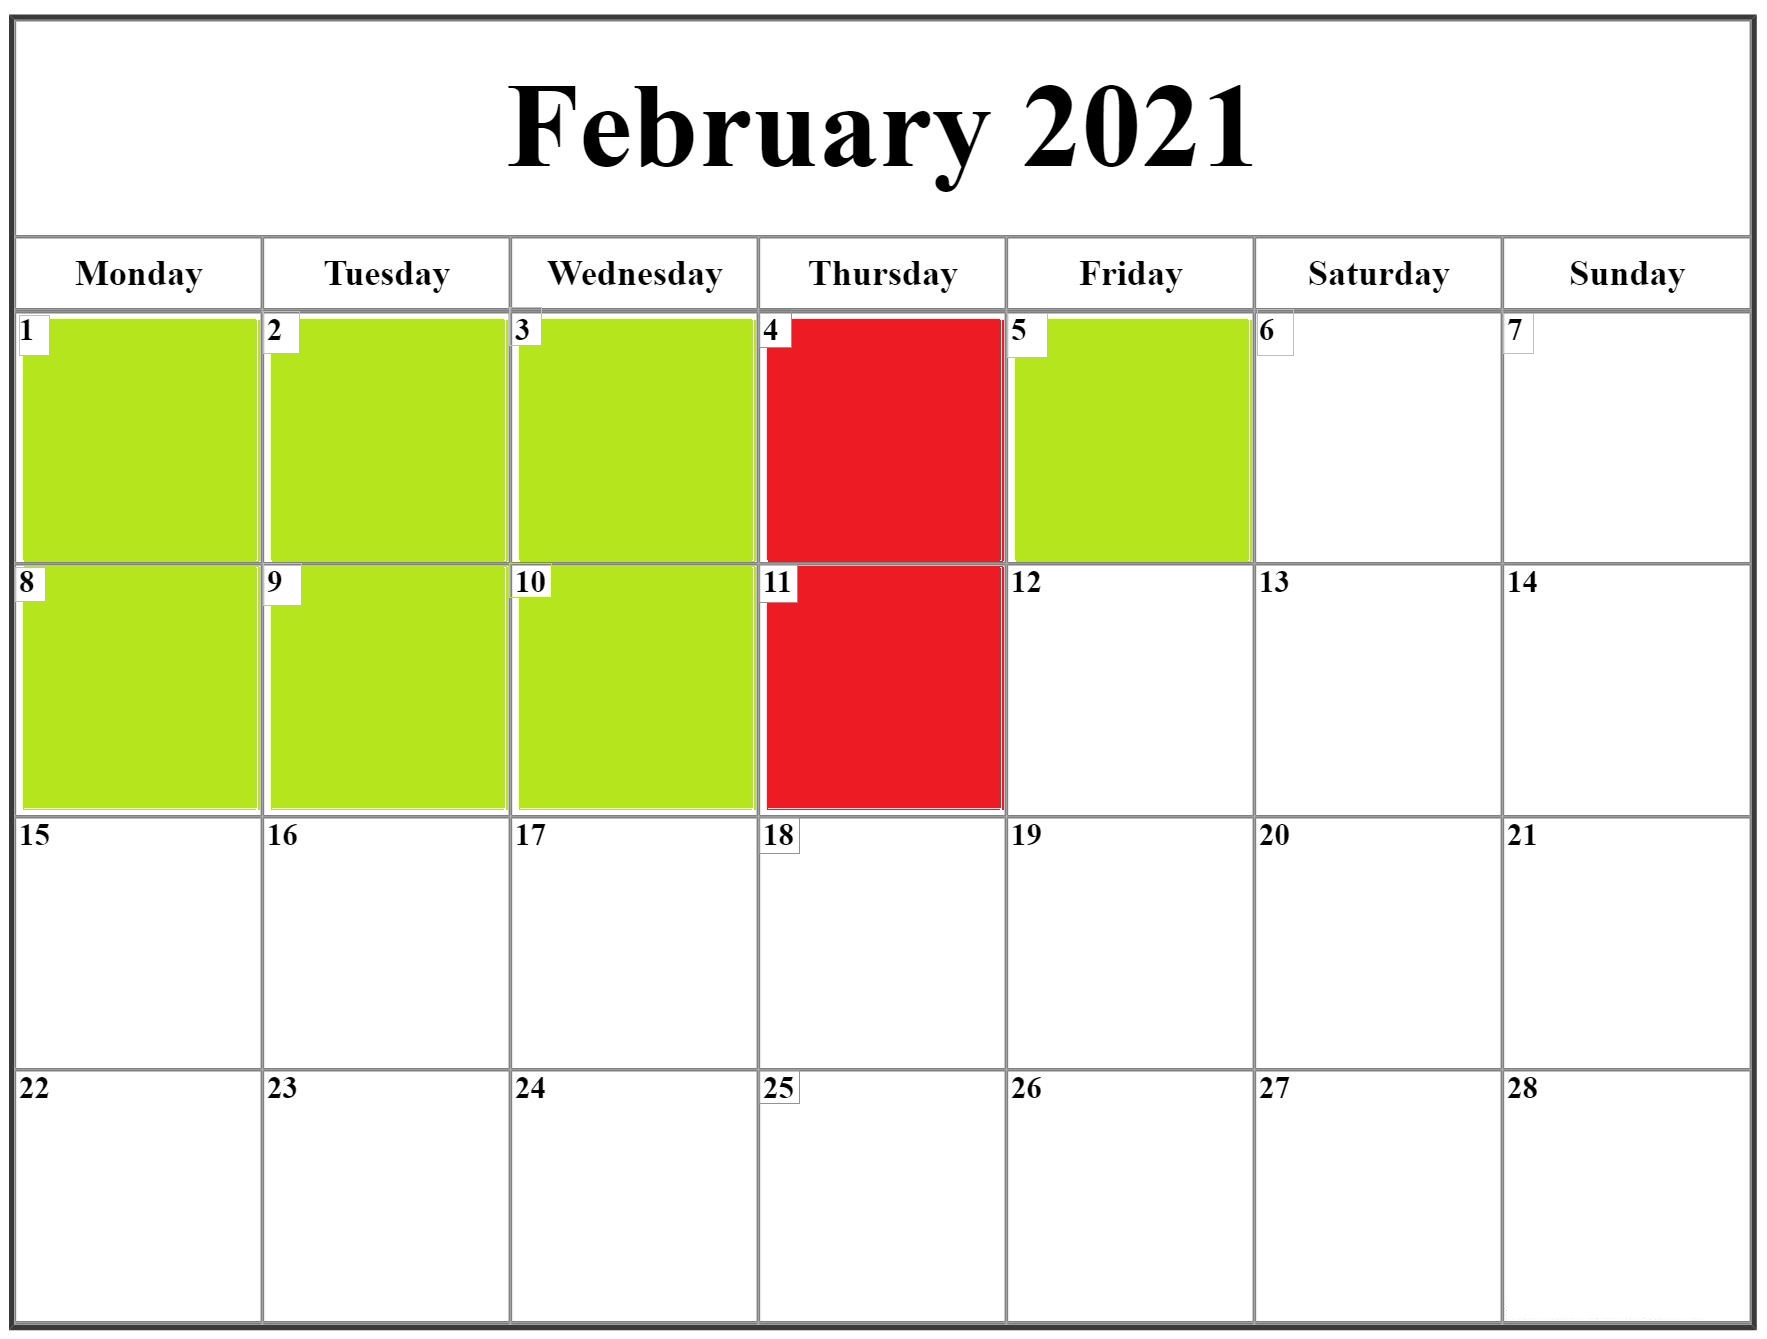 February 2021
Monday Tuesday Wednesday Thursday Friday Saturday Sunday
1 2 3 4 5 6 7
8 9 10 11 12 13 14
15 16 17 18 19 20 21
22 23 24 25 26 27 28